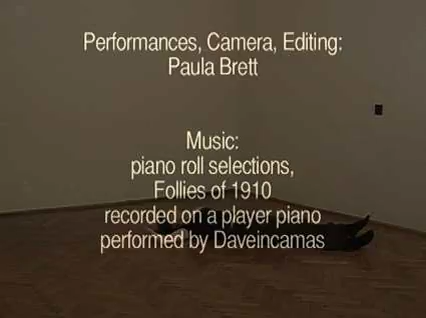 Performances, Camera, Editing:
Paula Brett
Music:
piano roll selections,
Follies of 1910
recorded on a player piano
performed by Daveincamas